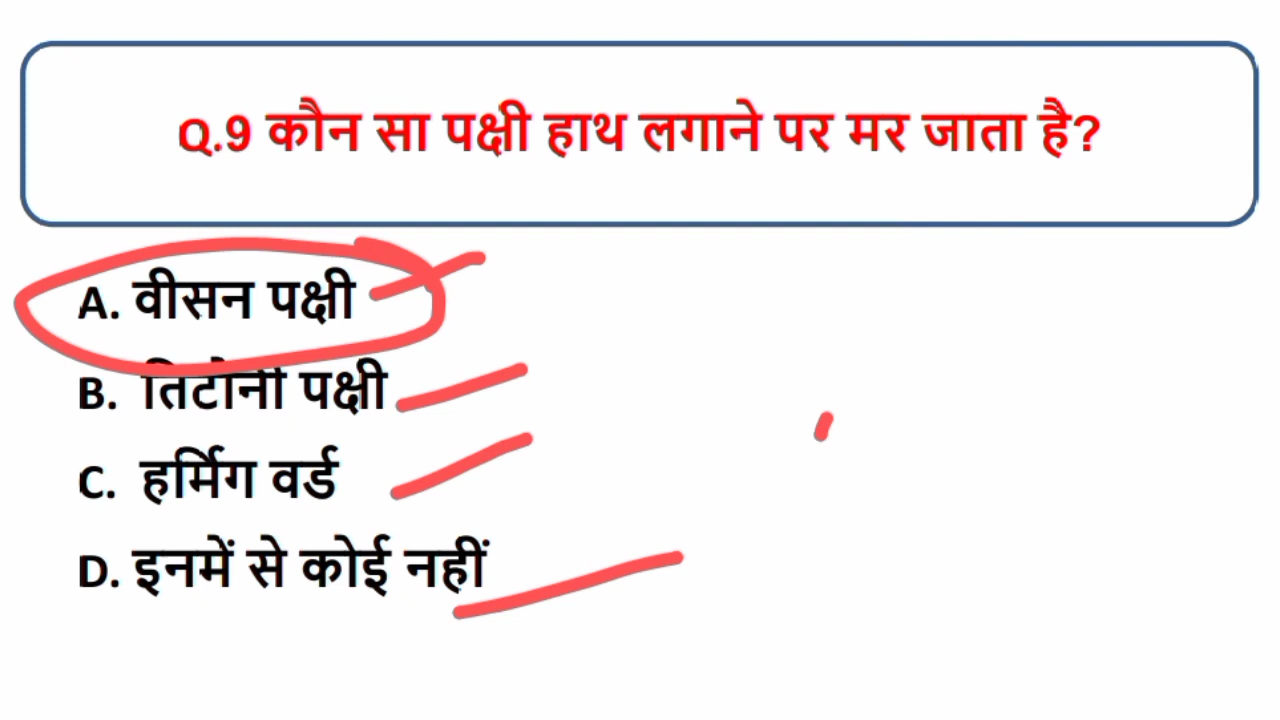 Q.9 कौन सा पक्षी हाथ लगाने पर मर जाता है?
A. वीसन पक्षी
B. तिटोनी पक्षी
C. हर्मिग वर्ड
D. इनमें से कोई नहीं